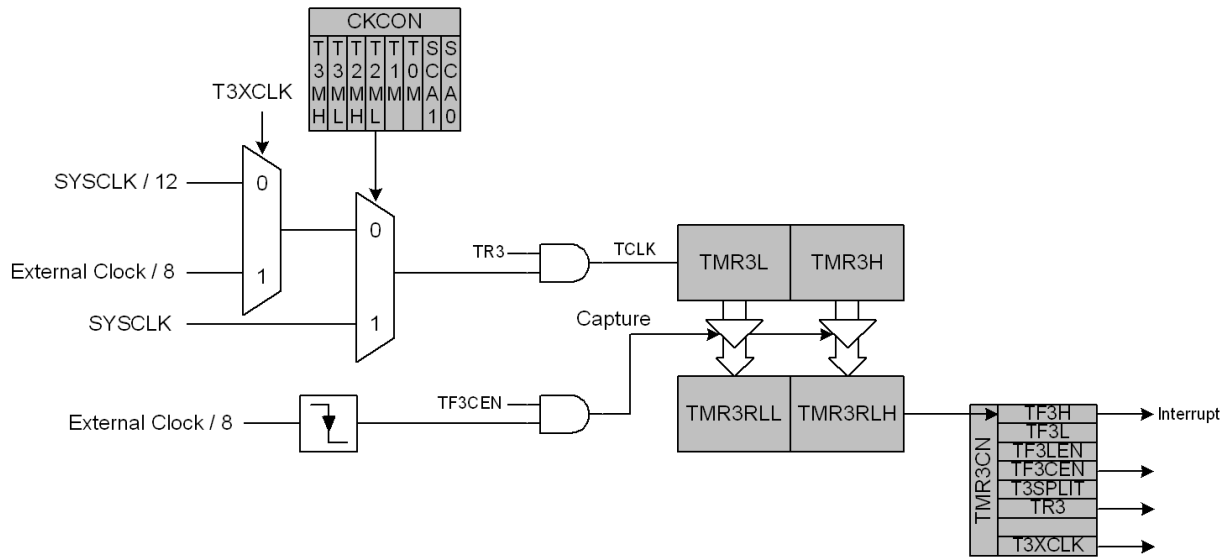 CKCON
T3MH T3ML T2MH T2ML T1M T0M SCA1 SCA0
T3XCLK
SYSCLK / 12
0
External Clock / 8
1
SYSCLK
0
1
TR3
TCLK
TMR3L
TMR3H
Capture
External Clock / 8
TF3CEN
TMR3RLL
TMR3RLH
TMR3CN
TF3H
Interrupt
TF3L
TF3LEN
TF3CEN
T3SPLIT
TR3
T3XCLK